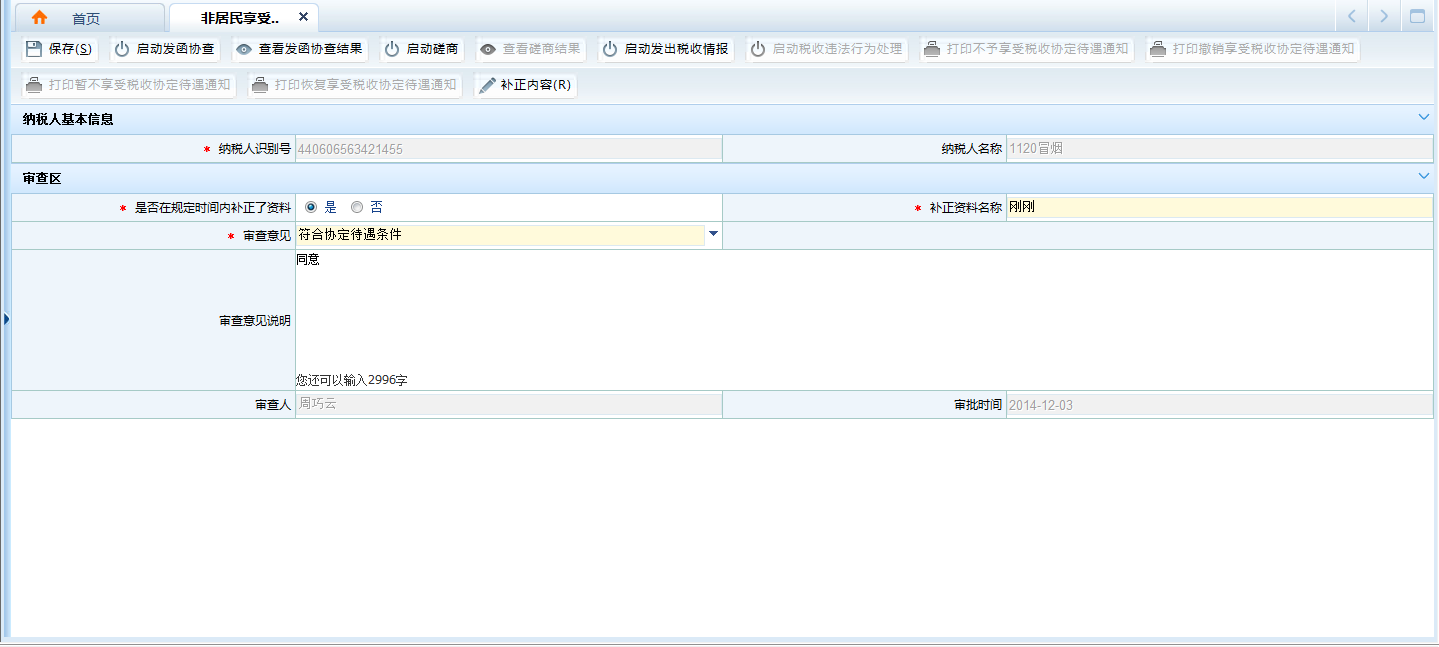 首页 非居民享受..
保存(S) 启动发函协查 查看发函协查结果 启动磋商 查看磋商结果 启动发出税收情报 启动税收违法行为处理 打印不予享受税收协定待遇通知 打印撤销享受税收协定待遇通知
打印暂不享受税收协定待遇通知 打印恢复享受税收协定待遇通知 补正内容(R)
纳税人基本信息
* 纳税人识别号 440606563421455 纳税人名称 1120冒烟
审查区
* 是否在规定时间内补正了资料 是 否 * 补正资料名称 刚刚
* 审查意见 符合协定待遇条件
同意
审查意见说明
您还可以输入2996字
审查人 周巧云 审批时间 2014-12-03